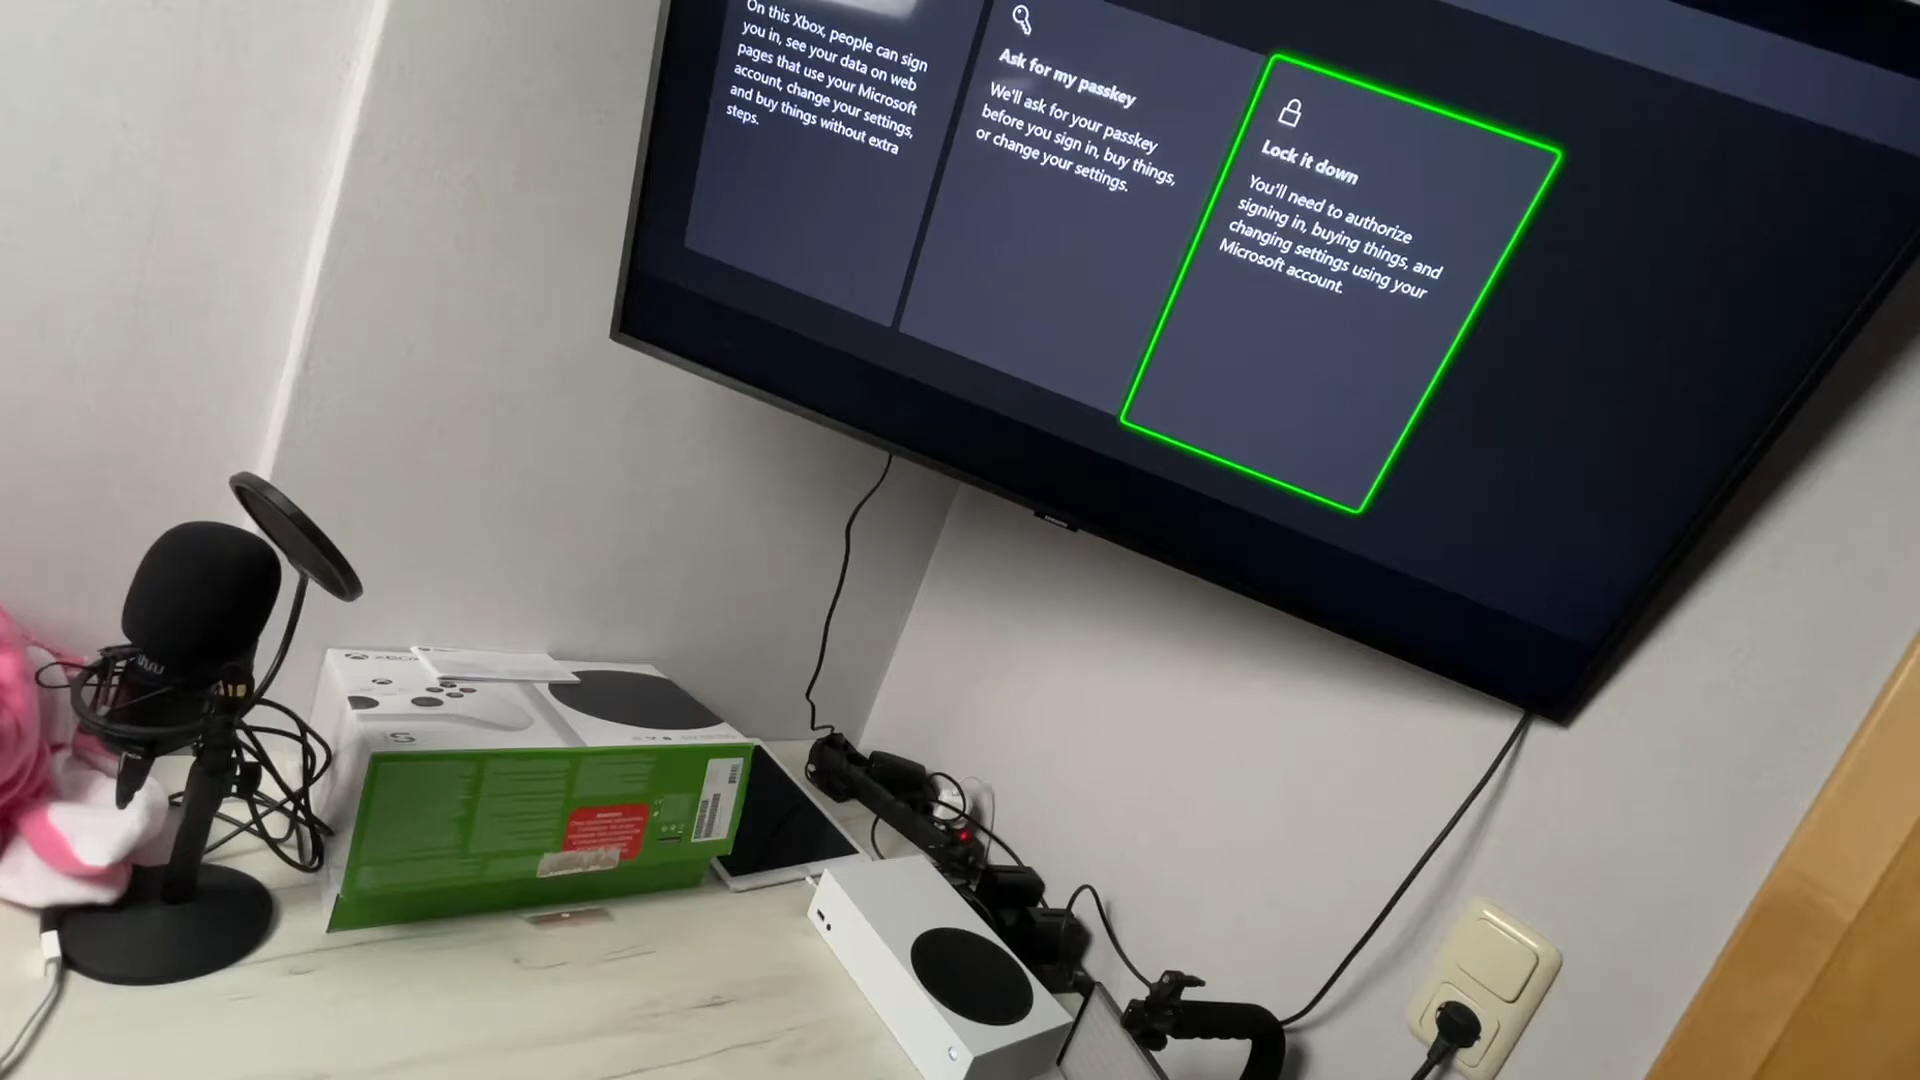 On this Xbox, people can sign
you in, see your data on web
pages that use your Microsoft
account, change your settings,
and buy things without extra
steps.
Ask for my passkey
We'll ask for your passkey
before you sign in, buy things,
or change your settings.
Lock it down
You'll need to authorize
signing in, buying things, and
changing settings using your
Microsoft account.
XBOX
S